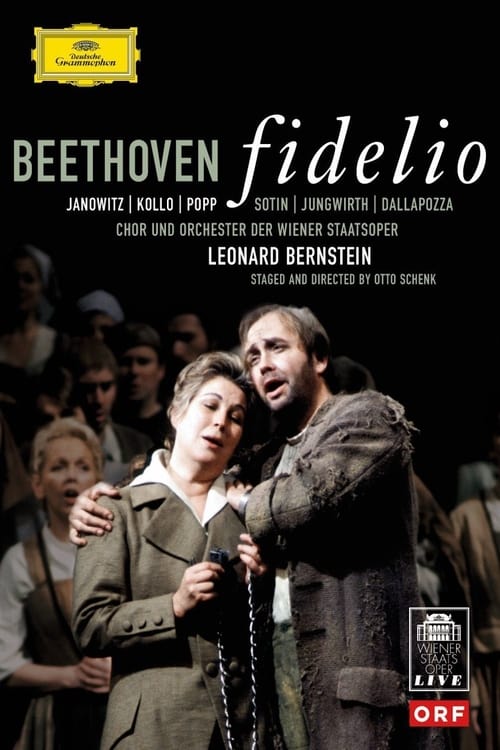 Deutsche
Grammophon
BEETHOVEN fidelio
JANOWITZ | KOLLO | POPP SOTIN | JUNGWIRTH | DALLAPOZZA
CHOR UND ORCHESTER DER WIENER STAATSOPER
LEONARD BERNSTEIN
STAGED AND DIRECTED BY OTTO SCHENK
WIENER
STAATS
OPER
LIVE
ORF